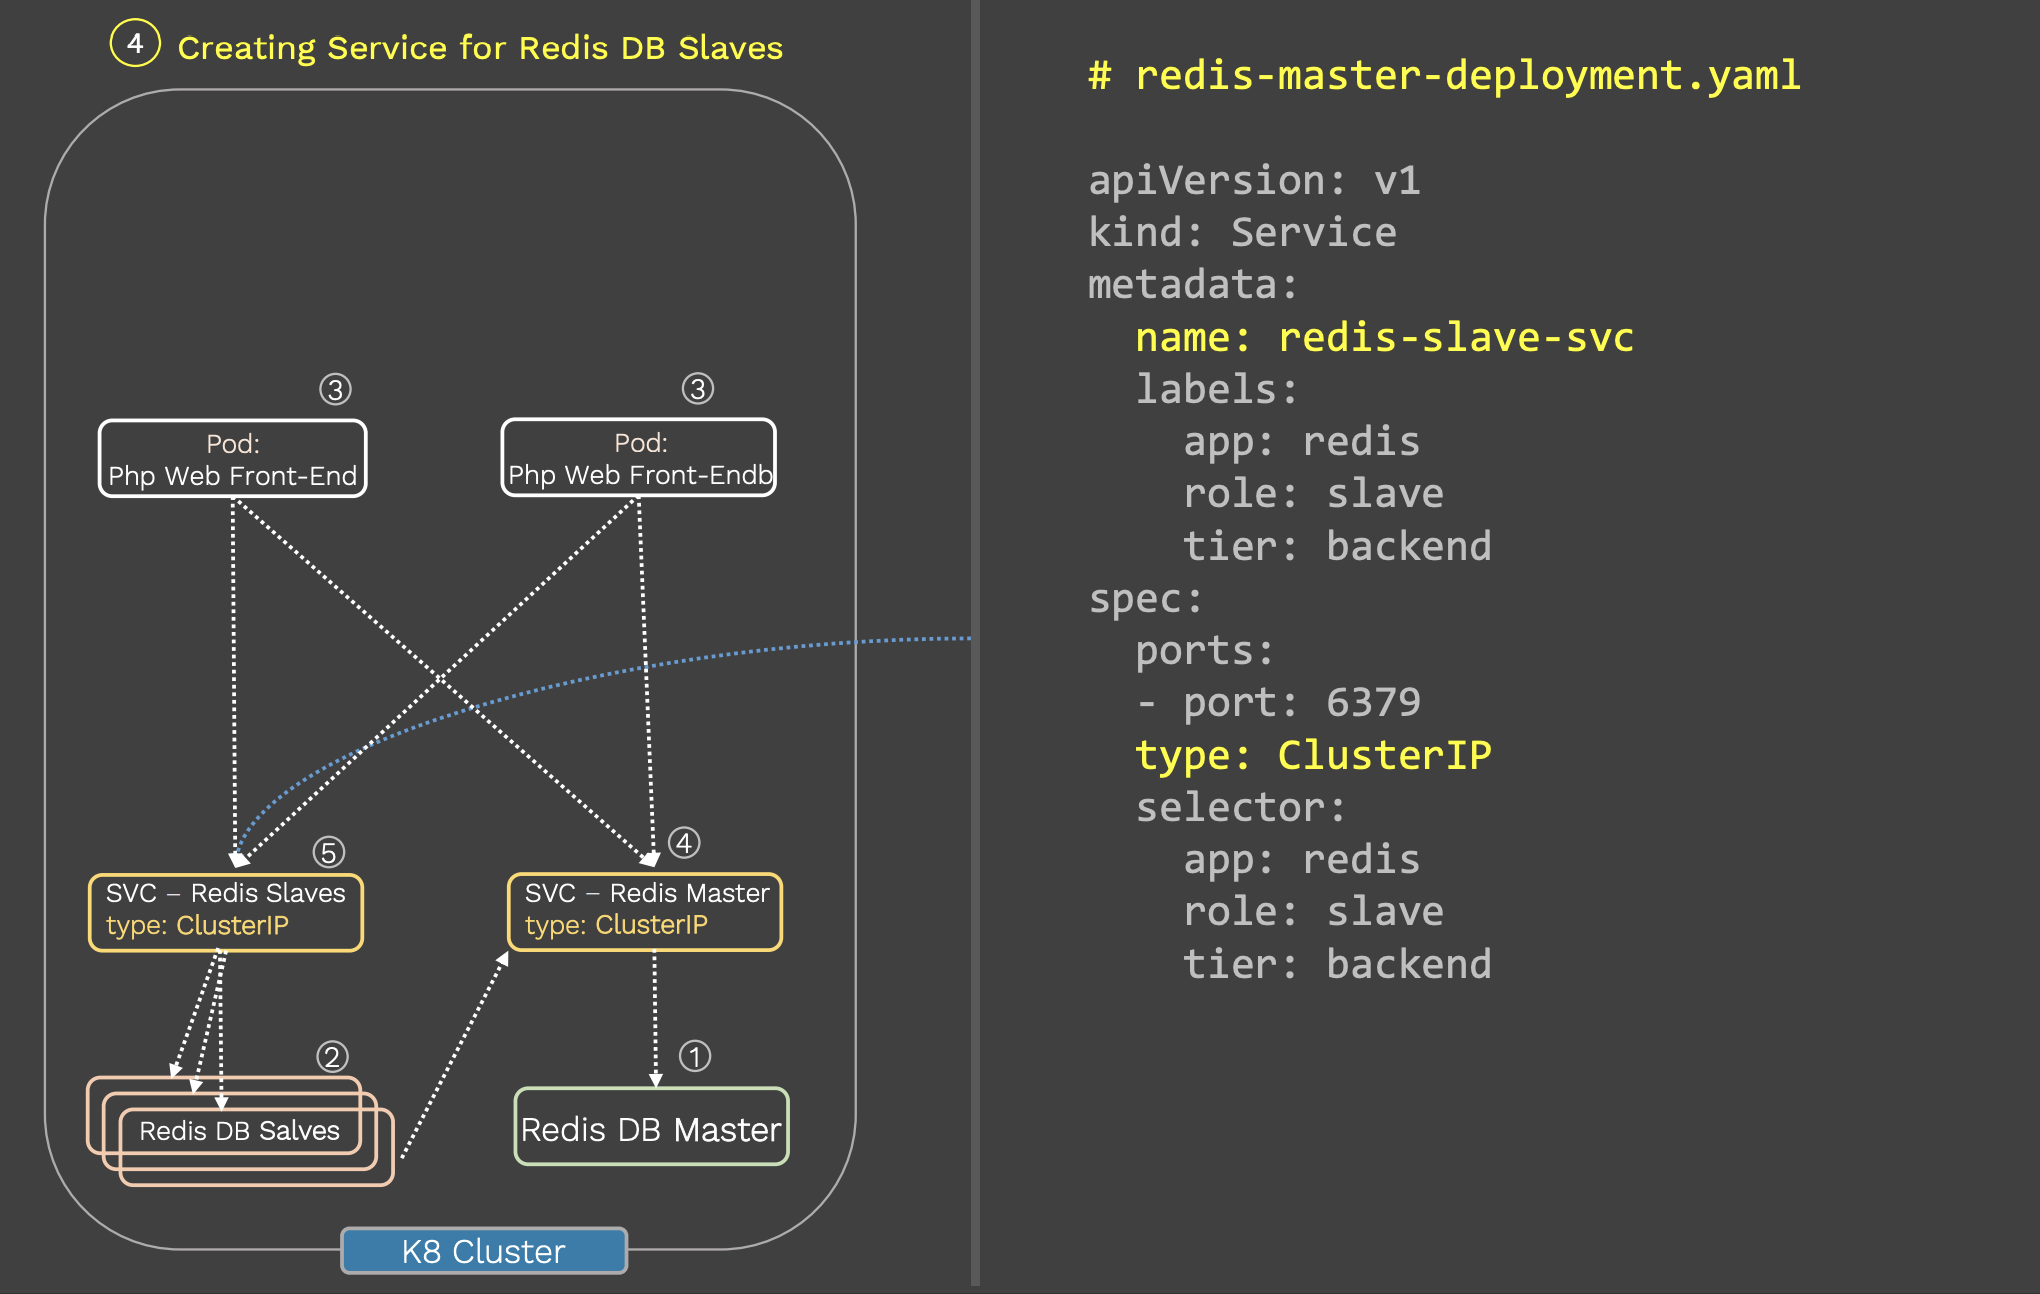 4 Creating Service for Redis DB Slaves
3
Pod:
Php Web Front-End
3
Pod:
Php Web Front-Endb
5
SVC – Redis Slaves
type: ClusterIP
4
SVC – Redis Master
type: ClusterIP
2
Redis DB Salves
1
Redis DB Master
K8 Cluster
# redis-master-deployment.yaml
apiVersion: v1
kind: Service
metadata:
  name: redis-slave-svc
  labels:
    app: redis
    role: slave
    tier: backend
spec:
  ports:
  - port: 6379
  type: ClusterIP
  selector:
    app: redis
    role: slave
    tier: backend